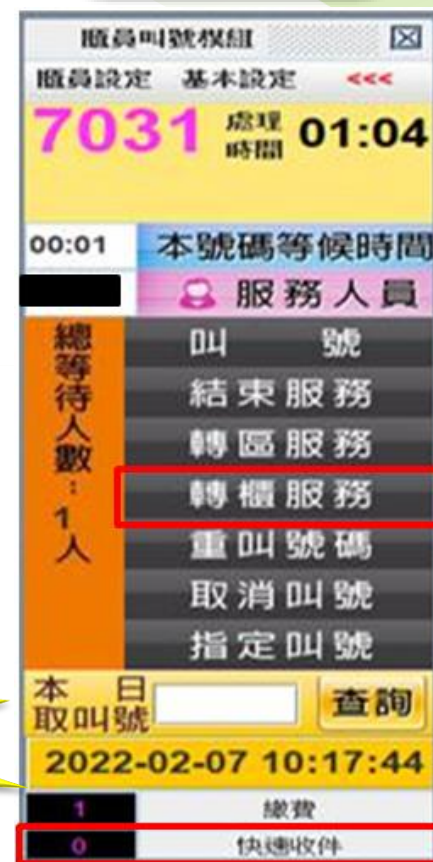 櫃員叫號模組
櫃員設定 基本設定 <<<
7031 處理時間 01:04
00:01 本號碼等候時間
服務人員
總等待人數：1人
叫 號
結束服務
轉區服務
轉櫃服務
重叫號碼
取消叫號
指定叫號
本日取叫號 查詢
2022-02-07 10:17:44
1 繳費
0 快速收件